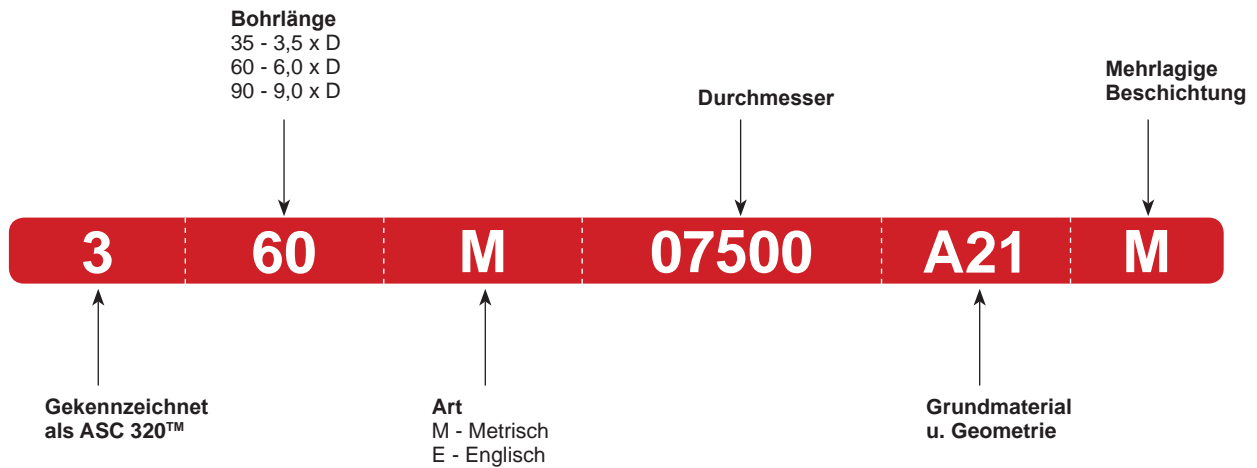 Bohrlänge
35 - 3,5 x D
60 - 6,0 x D
90 - 9,0 x D
Durchmesser
Mehrlagige
Beschichtung
3 60 M 07500 A21 M
Gekennzeichnet
als ASC 320™
Art
M - Metrisch
E - Englisch
Grundmaterial
u. Geometrie